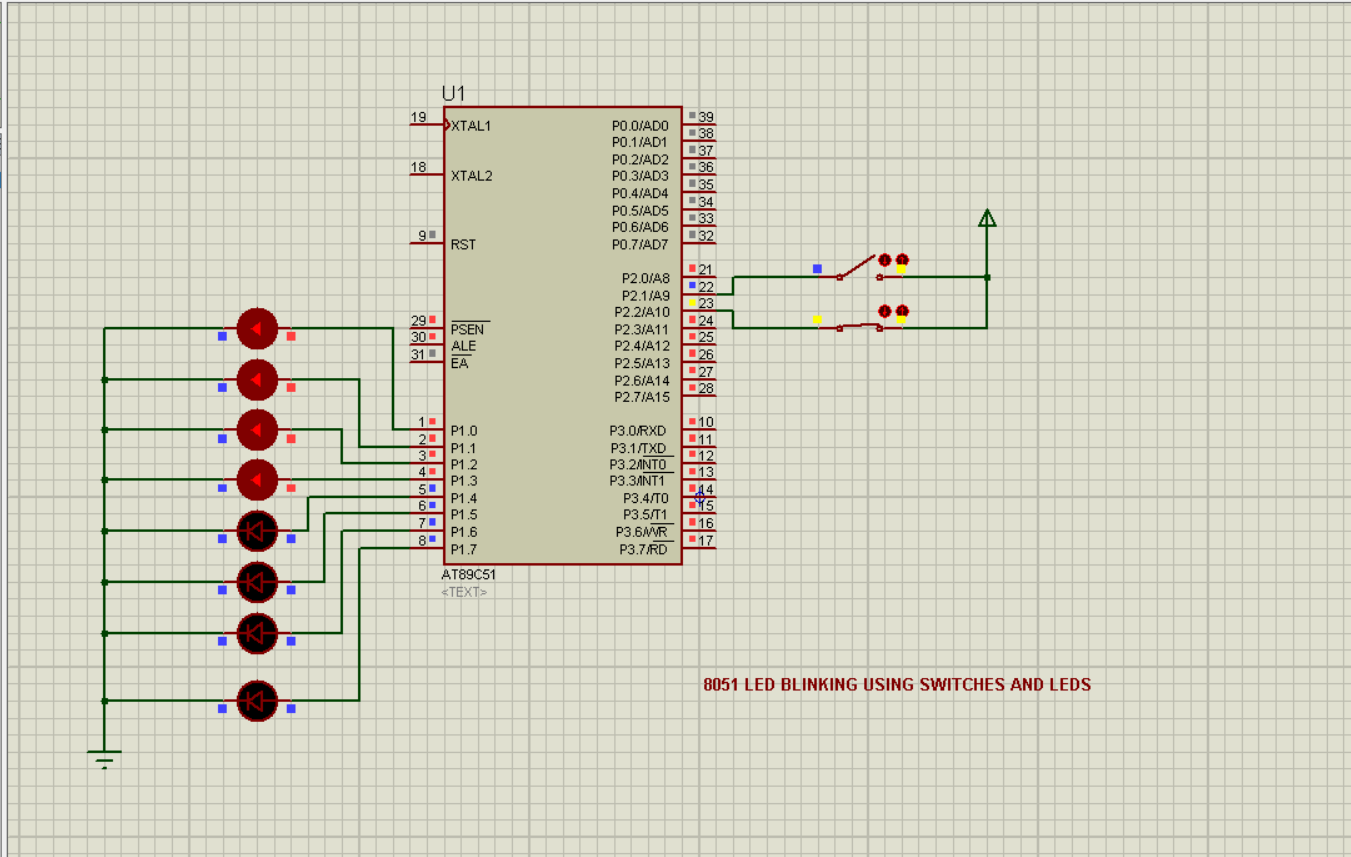 U1
19 XTAL1 P0.0/AD0 39
P0.1/AD1 38
P0.2/AD2 37
18 XTAL2 P0.3/AD3 36
P0.4/AD4 35
P0.5/AD5 34
P0.6/AD6 33
9 RST P0.7/AD7 32
P2.0/A8 21
P2.1/A9 22
P2.2/A10 23
29 PSEN P2.3/A11 24
30 ALE P2.4/A12 25
31 EA P2.5/A13 26
P2.6/A14 27
P2.7/A15 28
1 P1.0 P3.0/RXD 10
2 P1.1 P3.1/TXD 11
3 P1.2 P3.2/INT0 12
4 P1.3 P3.3/INT1 13
5 P1.4 P3.4/T0 14
6 P1.5 P3.5/T1 15
7 P1.6 P3.6/WR 16
8 P1.7 P3.7/RD 17
AT89C51
<TEXT>
8051 LED BLINKING USING SWITCHES AND LEDS